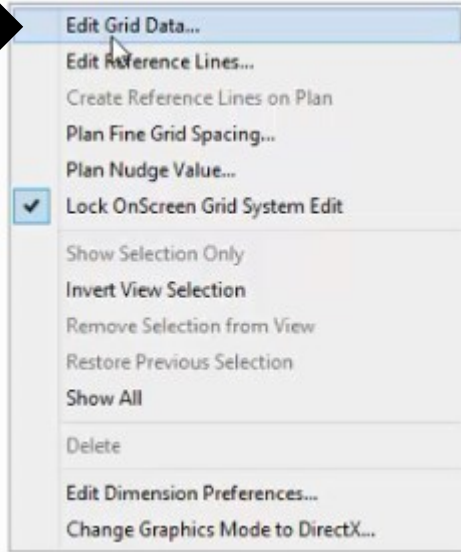 Edit Grid Data...
Edit Reference Lines...
Create Reference Lines on Plan
Plan Fine Grid Spacing...
Plan Nudge Value...
Lock OnScreen Grid System Edit
Show Selection Only
Invert View Selection
Remove Selection from View
Restore Previous Selection
Show All
Delete
Edit Dimension Preferences...
Change Graphics Mode to DirectX...